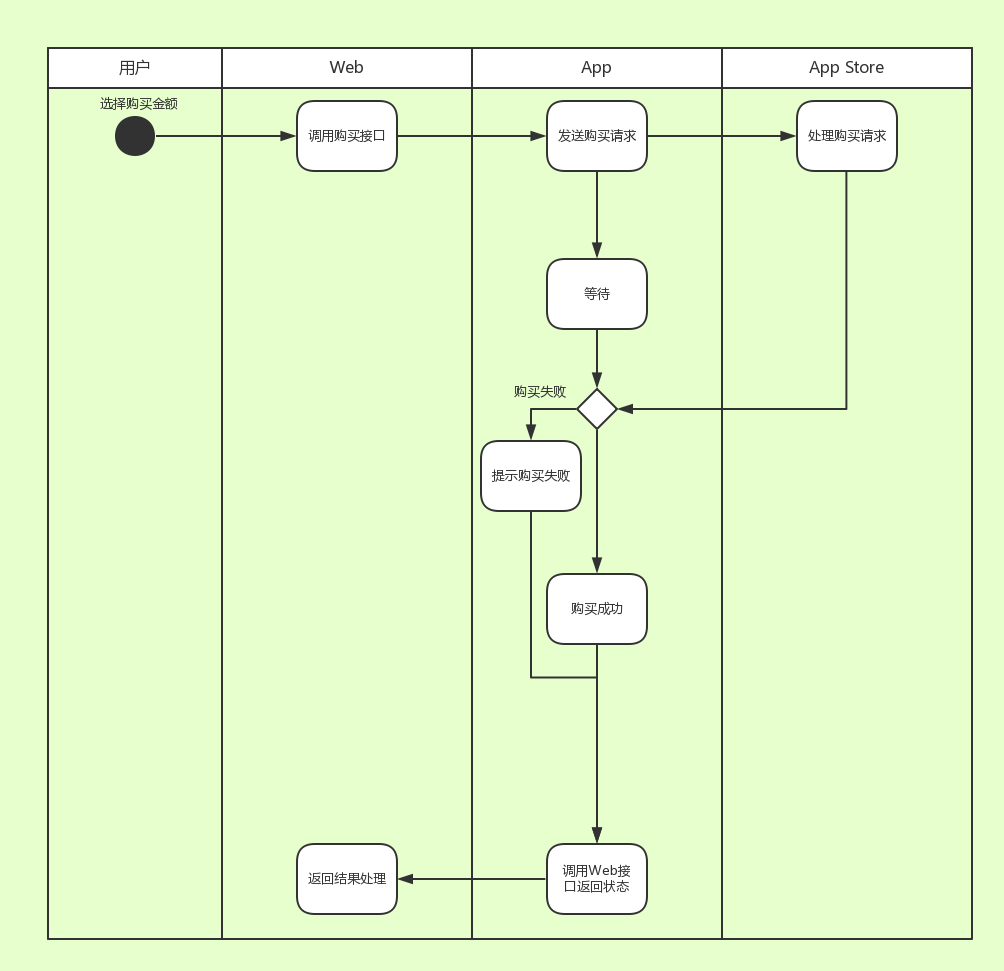 用户
Web
App
App Store
选择购买金额
调用购买接口
发送购买请求
处理购买请求
等待
购买失败
提示购买失败
购买成功
返回结果处理
调用Web接
口返回状态